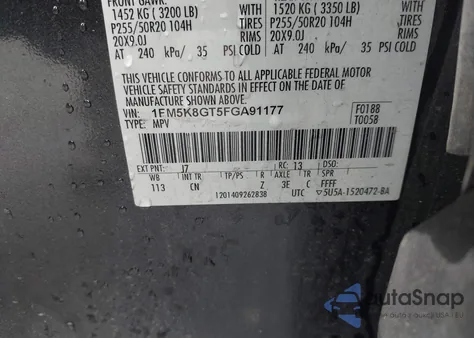 FRONT GAWR:
1452 KG ( 3200 LB) WITH 1520 KG ( 3350 LB) WITH
P255/50R20 104H TIRES P255/50R20 104H TIRES
20X9.0J RIMS 20X9.0J RIMS
AT 240 kPa/ 35 PSI COLD AT 240 kPa/ 35 PSI COLD
THIS VEHICLE CONFORMS TO ALL APPLICABLE FEDERAL MOTOR
VEHICLE SAFETY STANDARDS IN EFFECT ON THE DATE OF
MANUFACTURE SHOWN ABOVE.
VIN: 1FM5K8GT5FGA91177 F0188
TYPE: MPV T005B
EXT PNT: J7 RC: 13 DSO:
WB INT TR TP/PS R AXLE TR SPR
113 CN Z 3E C FFFF
1201409262838 UTC ▽5U5A-1520472-BA
autoSnap